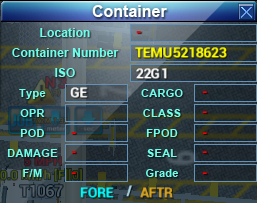 Container
Location -
Container Number TEMU5218623
ISO 22G1
Type GE CARGO -
OPR CLASS -
POD - FPOD -
DAMAGE - SEAL -
F/M - Grade -
T1067
FORE / AFTR